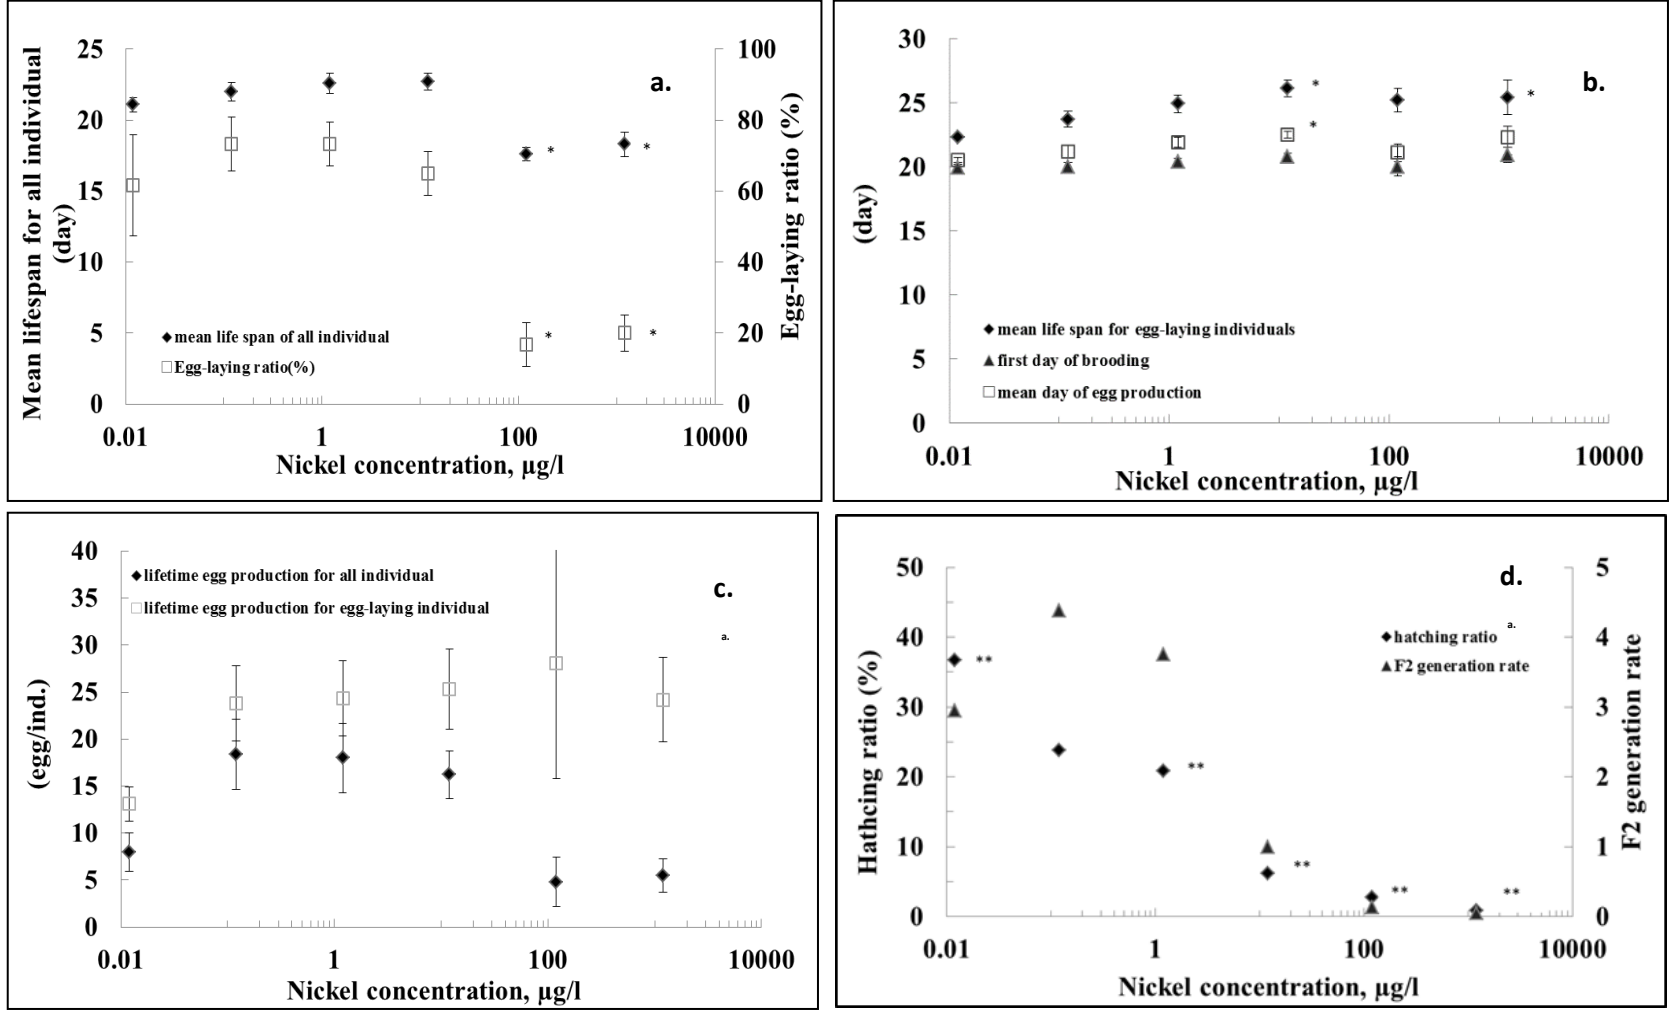 Mean lifespan for all individual
(day)
25
20
15
10
5
0
100
80
60
40
20
0
Egg-laying ratio (%)
a.
*
*
*
*
mean life span of all individual
Egg-laying ratio(%)
0.01
1
100
10000
Nickel concentration, µg/l
(day)
30
25
20
15
10
5
0
b.
*
*
*
mean life span for egg-laying individuals
first day of brooding
mean day of egg production
0.01
1
100
10000
Nickel concentration, µg/l
(egg/ind.)
40
35
30
25
20
15
10
5
0
lifetime egg production for all individual
lifetime egg production for egg-laying individual
c.
a.
0.01
1
100
10000
Nickel concentration, µg/l
Hathcing ratio (%)
50
40
30
20
10
0
5
4
3
2
1
0
F2 generation rate
d.
a.
hatching ratio
F2 generation rate
**
**
**
**
**
0.01
1
100
10000
Nickel concentration, µg/l